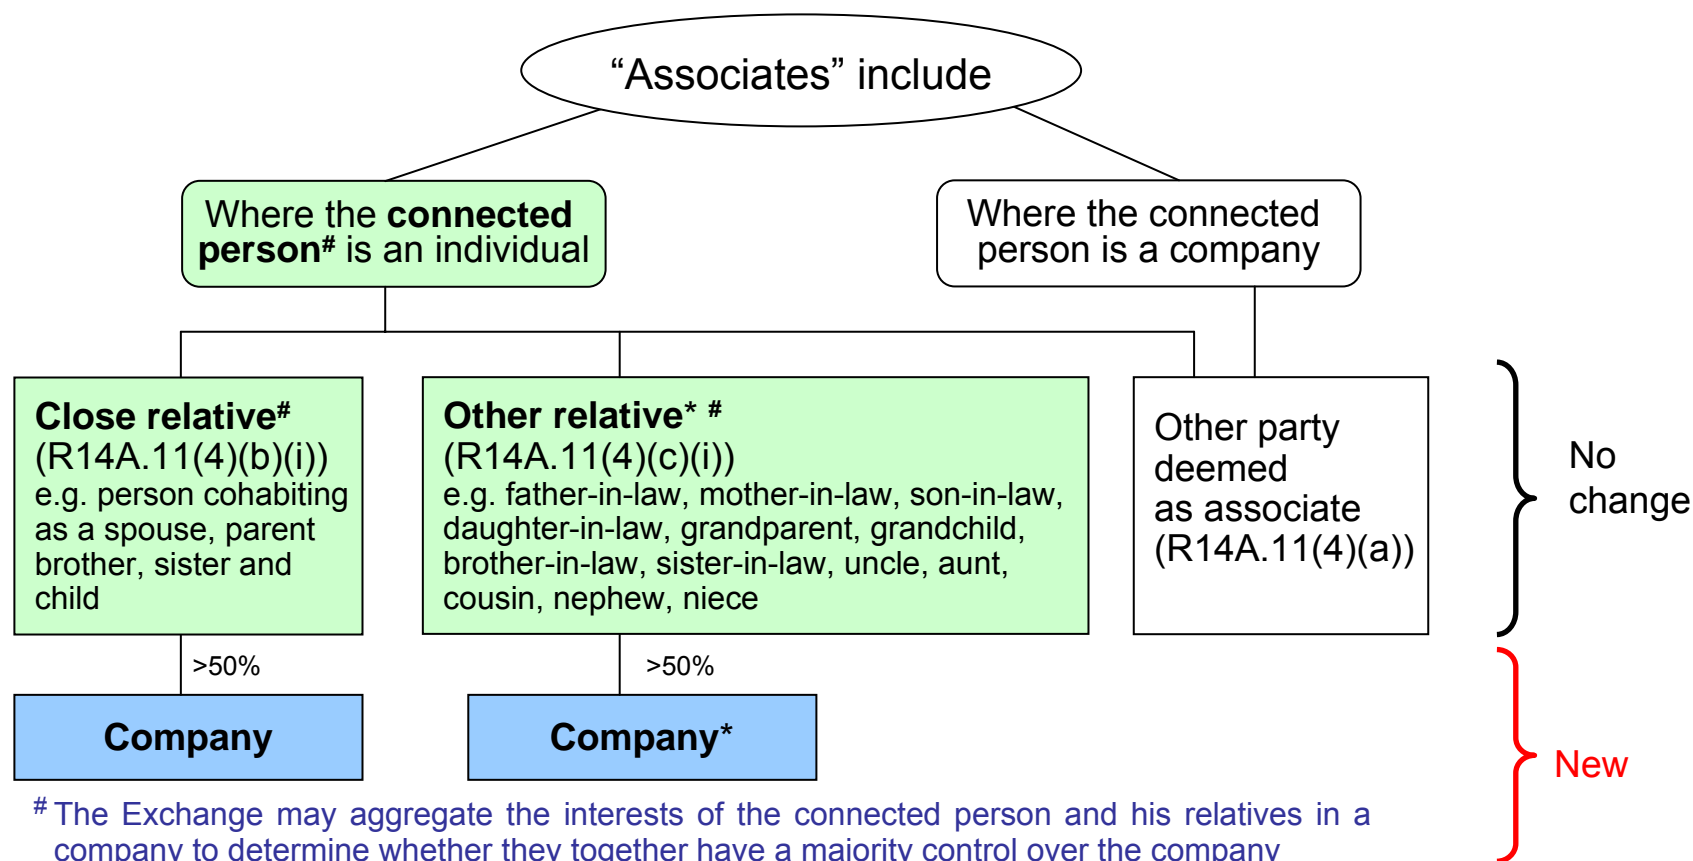 “Associates” include
Where the connected
person# is an individual
Where the connected
person is a company
Close relative#
(R14A.11(4)(b)(i))
e.g. person cohabiting
as a spouse, parent
brother, sister and
child
Other relative* #
(R14A.11(4)(c)(i))
e.g. father-in-law, mother-in-law, son-in-law,
daughter-in-law, grandparent, grandchild,
brother-in-law, sister-in-law, uncle, aunt,
cousin, nephew, niece
Other party
deemed
as associate
(R14A.11(4)(a))
No
change
>50%
>50%
Company
Company*
New
# The Exchange may aggregate the interests of the connected person and his relatives in a
company to determine whether they together have a majority control over the company